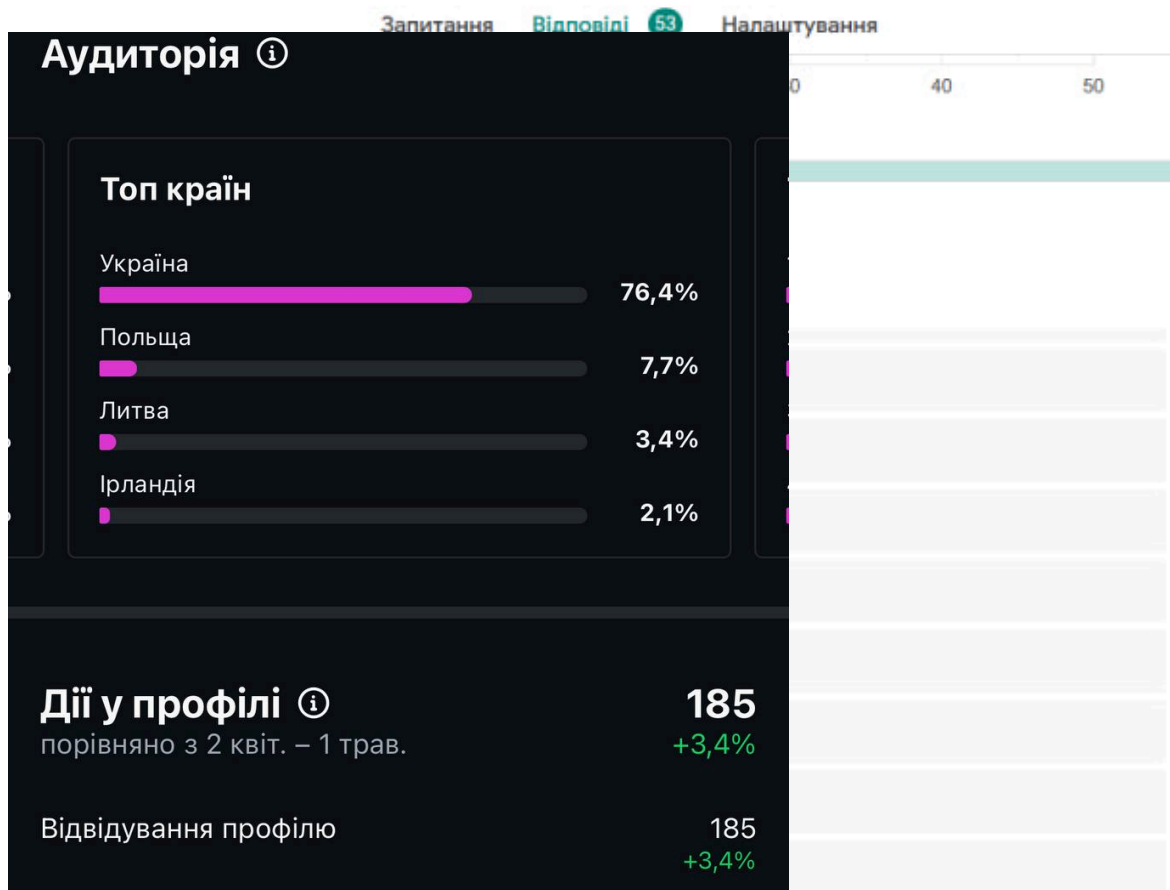 Запитання Відповіді 53 Налаштування
Аудиторія
40 50
Топ країн
Україна
76,4%
Польща
7,7%
Литва
3,4%
Ірландія
2,1%
Дії у профілі 185
порівняно з 2 квіт. – 1 трав. +3,4%
Відвідування профілю 185
+3,4%